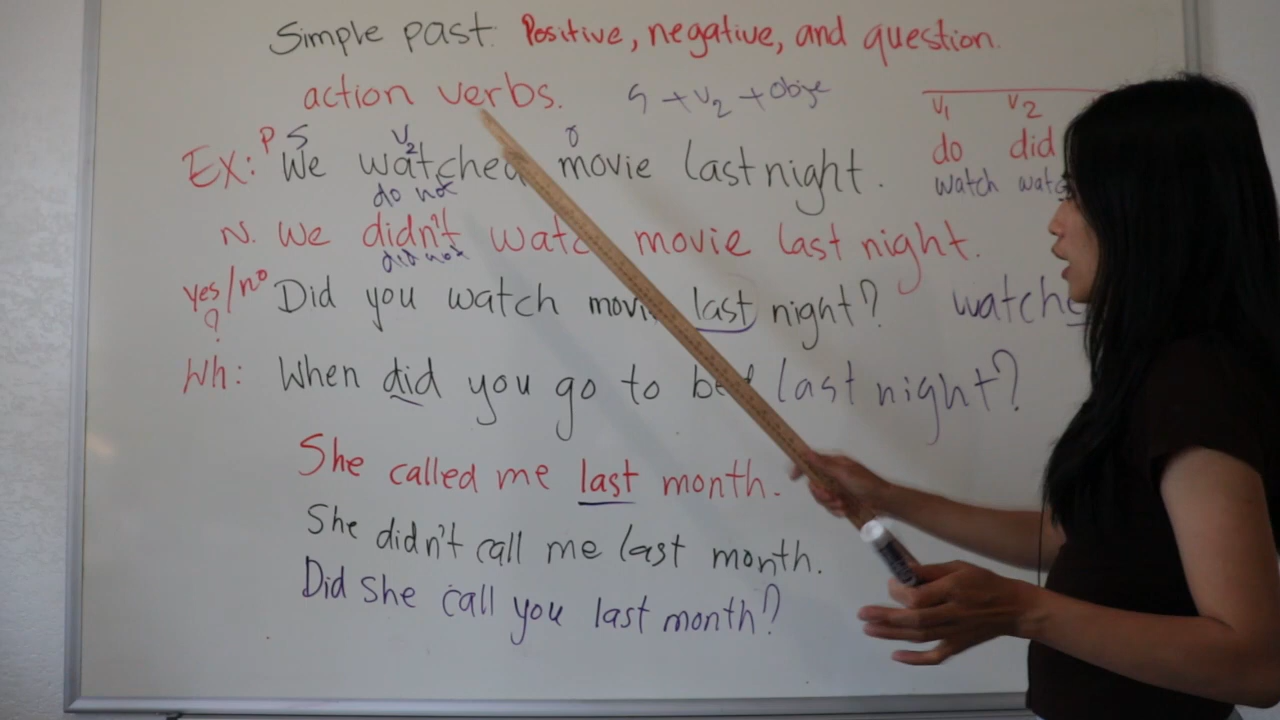 Simple past: Positive, negative, and question.
action verbs. S + V2 + Obje
V1 V2
do did
watch
P S V2 O
Ex: We watched movie last night.
do not
N. We didn't watch movie last night.
did not
yes/no ? Did you watch movie last night?
Wh: When did you go to bed last night?
She called me last month.
She didn't call me last month.
Did she call you last month?